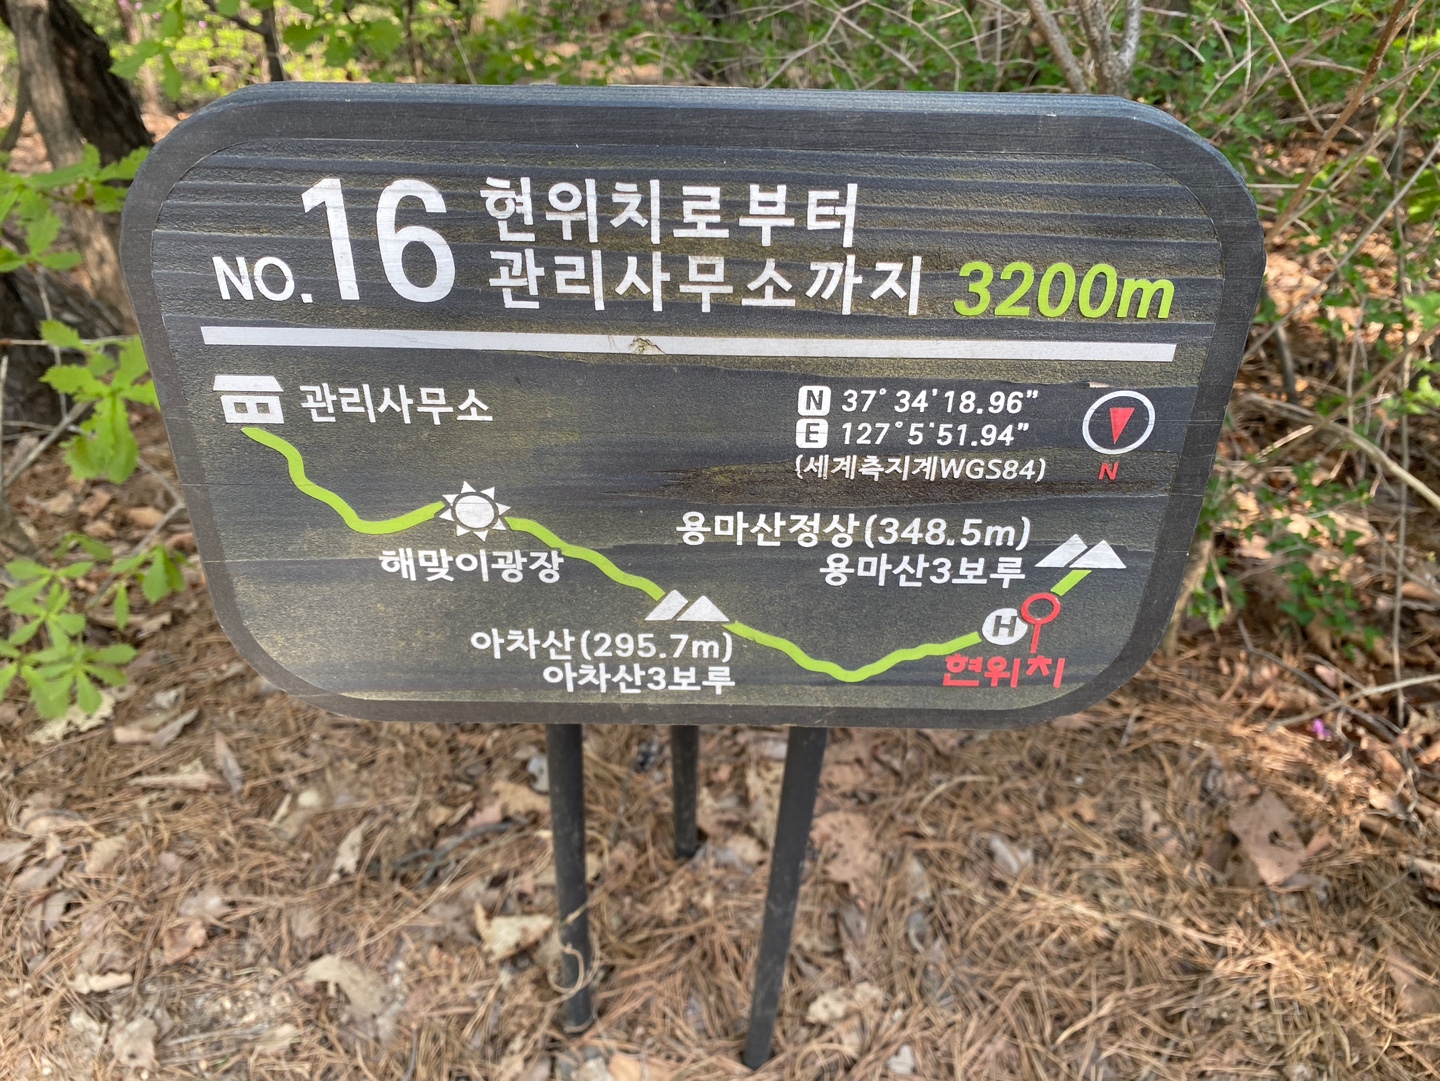 NO. 16 현위치로부터
관리사무소까지 3200m
관리사무소
N 37°34'18.96"
E 127°5'51.94"
(세계측지계WGS84)
N
해맞이광장
용마산정상(348.5m)
용마산3보루
H
현위치
아차산(295.7m)
아차산3보루